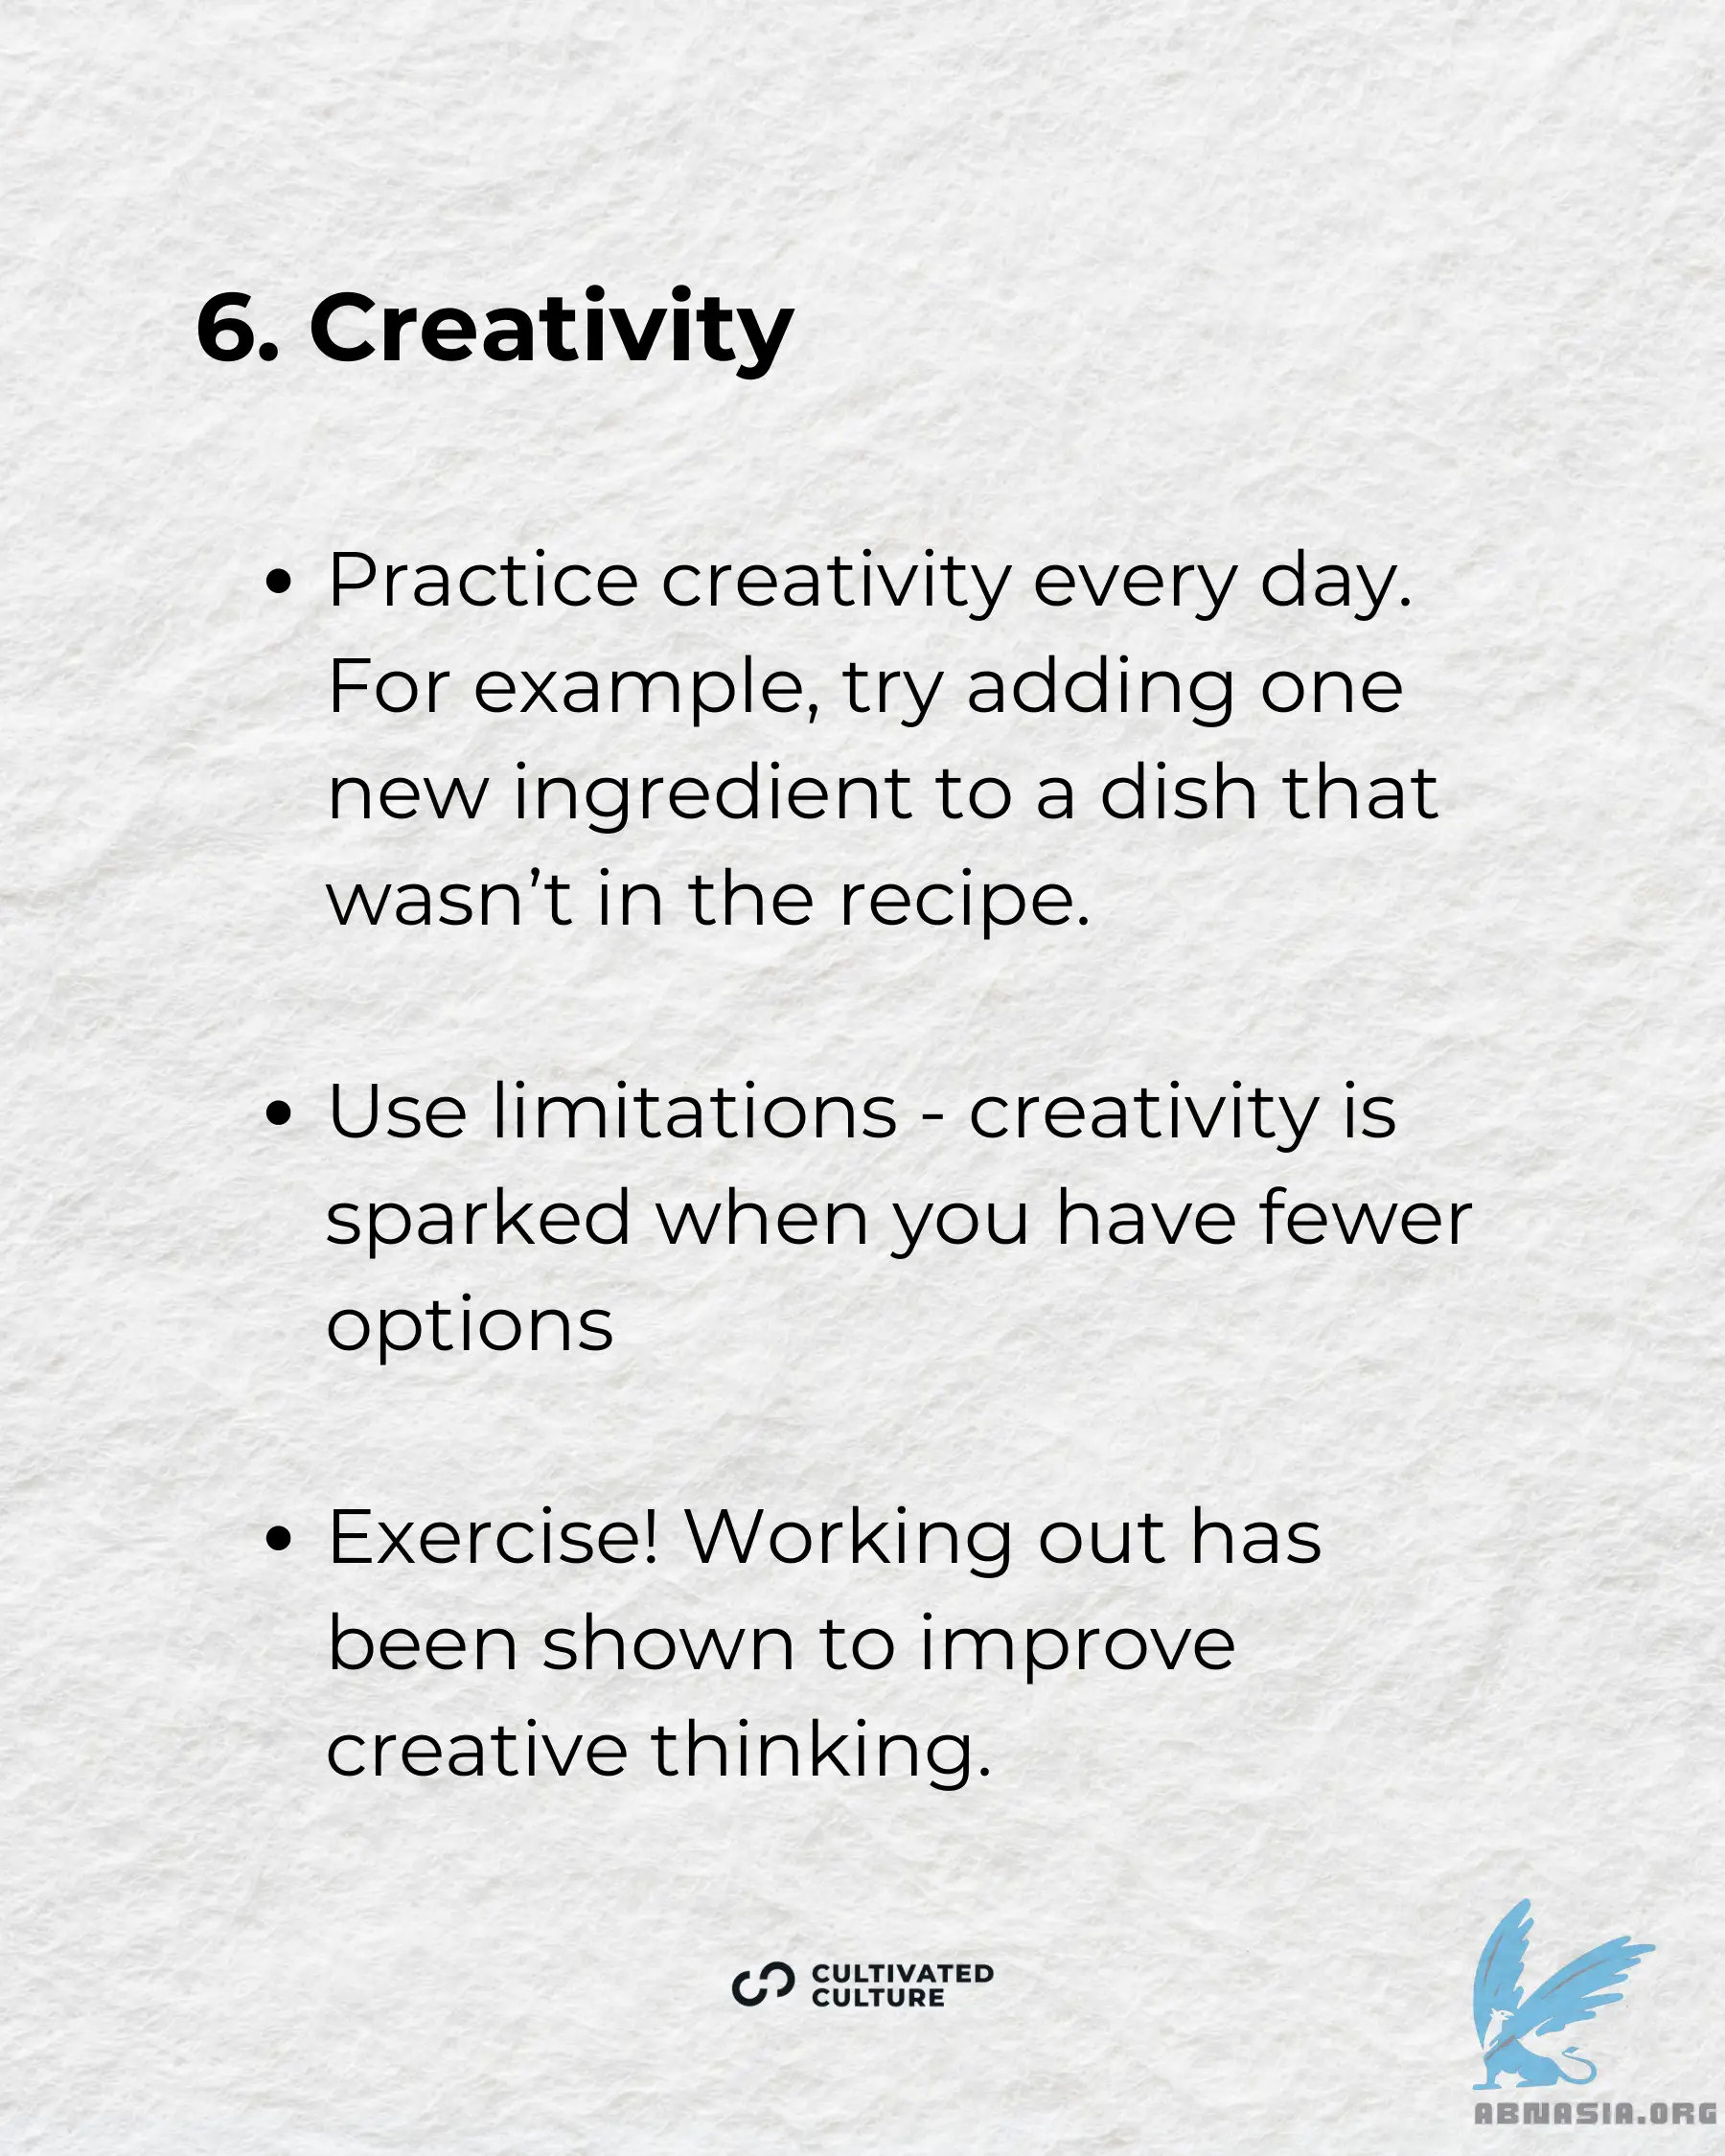 6. Creativity
• Practice creativity every day.
For example, try adding one
new ingredient to a dish that
wasn’t in the recipe.
• Use limitations - creativity is
sparked when you have fewer
options
• Exercise! Working out has
been shown to improve
creative thinking.
CULTIVATED
CULTURE
ABNASIA.ORG